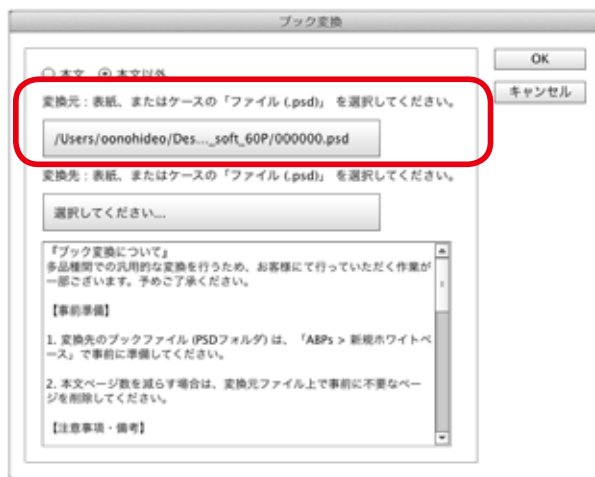 ブック変換
OK
キャンセル
本文 本文以外
変換元 : 表紙、またはケースの「ファイル (.psd)」 を選択してください。
/Users/oonohideo/Des..._soft_60P/000000.psd
変換先 : 表紙、またはケースの「ファイル (.psd)」 を選択してください。
選択してください...
『ブック変換について』
多品種間での汎用的な変換を行うため、お客様にて行っていただく作業が
一部ございます。予めご了承ください。
【事前準備】
1. 変換先のブックファイル (PSDフォルダ) は、「ABPs > 新規ホワイトベ
ース」で事前に準備してください。
2. 本文ページ数を減らす場合は、変換元ファイル上で事前に不要なペー
ジを削除してください。
【注意事項・備考】